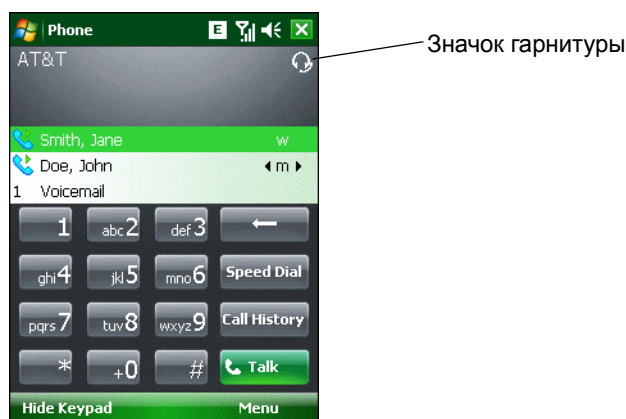 Phone E
AT&T
Значок гарнитуры
Smith, Jane w
Doe, John m
1 Voicemail
1 abc 2 def 3
ghi 4 jkl 5 mno 6 Speed Dial
pqrs 7 tuv 8 wxyz 9 Call History
* +0 # Talk
Hide Keypad Menu